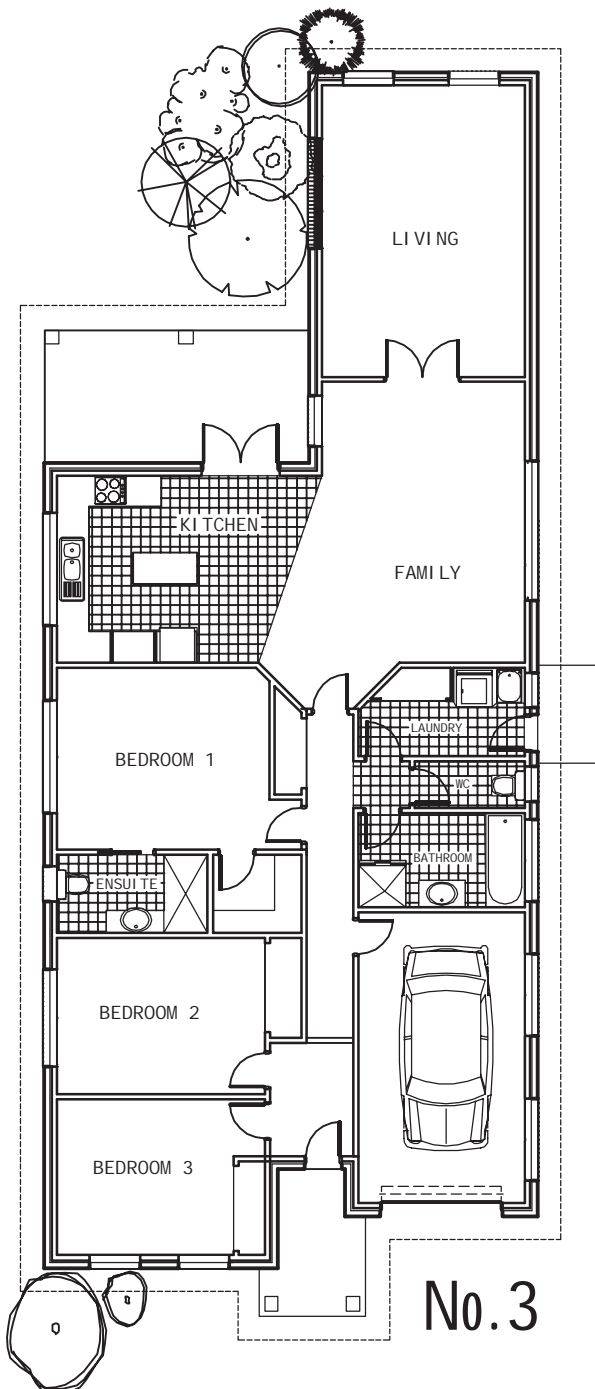 LIVING
KITCHEN
FAMILY
LAUNDRY
BEDROOM 1
WC
BATHROOM
ENSUITE
BEDROOM 2
BEDROOM 3
No.3